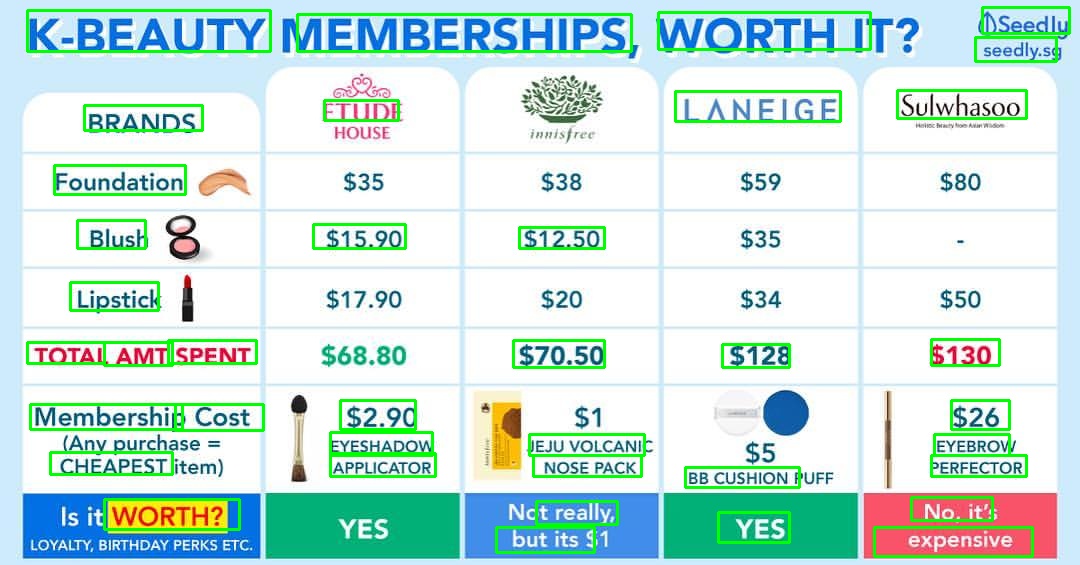 K-BEAUTY MEMBERSHIPS, WORTH IT?
Seedly
seedly.sg
BRANDS
ETUDE
HOUSE
innisfree
LANEIGE
Sulwhasoo
Holistic Beauty from Asian Wisdom
Foundation $35 $38 $59 $80
Blush $15.90 $12.50 $35 -
Lipstick $17.90 $20 $34 $50
TOTAL AMT SPENT $68.80 $70.50 $128 $130
Membership Cost
(Any purchase =
CHEAPEST item)
$2.90
EYESHADOW
APPLICATOR
innisfree
$1
JEJU VOLCANIC
NOSE PACK
LANEIGE
$5
BB CUSHION PUFF
$26
EYEBROW
PERFECTOR
Is it WORTH?
LOYALTY, BIRTHDAY PERKS ETC.
YES
Not really,
but its $1
YES
No, it's
expensive